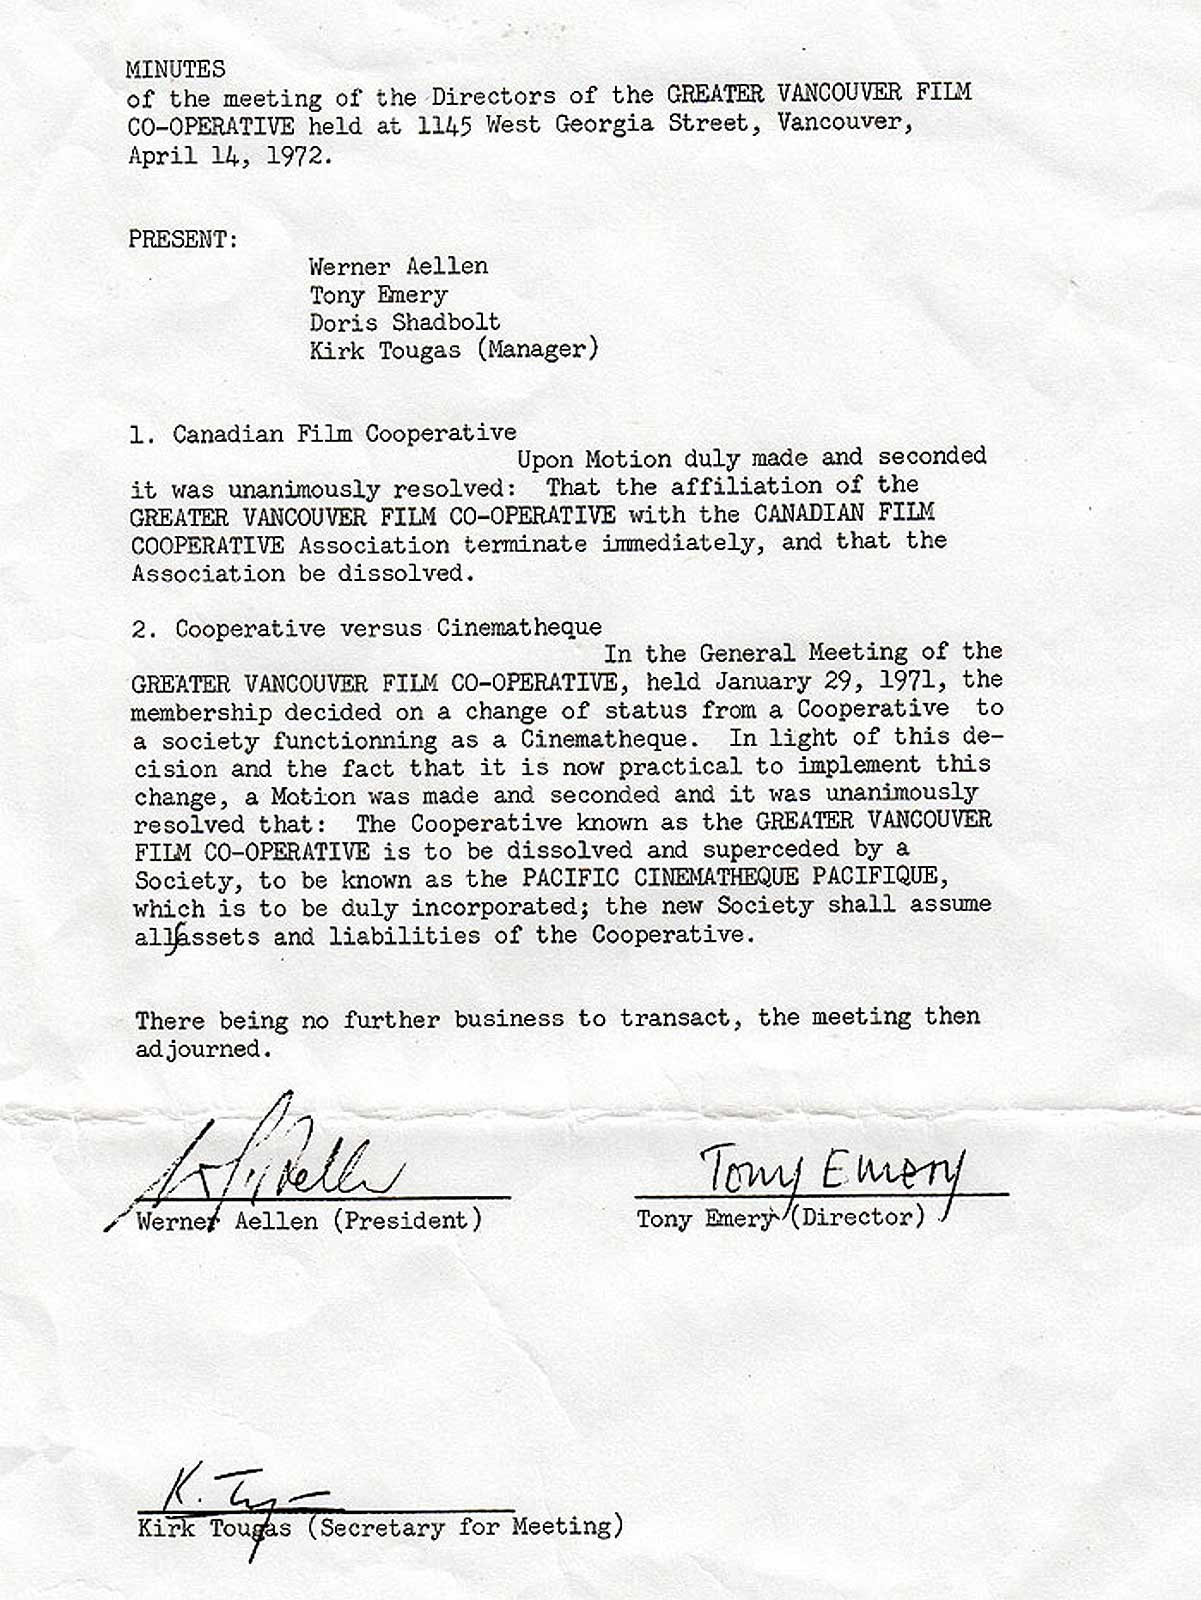 MINUTES
of the meeting of the Directors of the GREATER VANCOUVER FILM
CO-OPERATIVE held at 1145 West Georgia Street, Vancouver,
April 14, 1972.
PRESENT:
Werner Aellen
Tony Emery
Doris Shadbolt
Kirk Tougas (Manager)
1. Canadian Film Cooperative
Upon Motion duly made and seconded
it was unanimously resolved: That the affiliation of the
GREATER VANCOUVER FILM CO-OPERATIVE with the CANADIAN FILM
COOPERATIVE Association terminate immediately, and that the
Association be dissolved.
2. Cooperative versus Cinematheque
In the General Meeting of the
GREATER VANCOUVER FILM CO-OPERATIVE, held January 29, 1971, the
membership decided on a change of status from a Cooperative to
a society functionning as a Cinematheque. In light of this de-
cision and the fact that it is now practical to implement this
change, a Motion was made and seconded and it was unanimously
resolved that: The Cooperative known as the GREATER VANCOUVER
FILM CO-OPERATIVE is to be dissolved and superceded by a
Society, to be known as the PACIFIC CINEMATHEQUE PACIFIQUE,
which is to be duly incorporated; the new Society shall assume
all assets and liabilities of the Cooperative.
There being no further business to transact, the meeting then
adjourned.
Tony Emery
Werner Aellen (President) Tony Emery (Director)
K. T
Kirk Tougas (Secretary for Meeting)